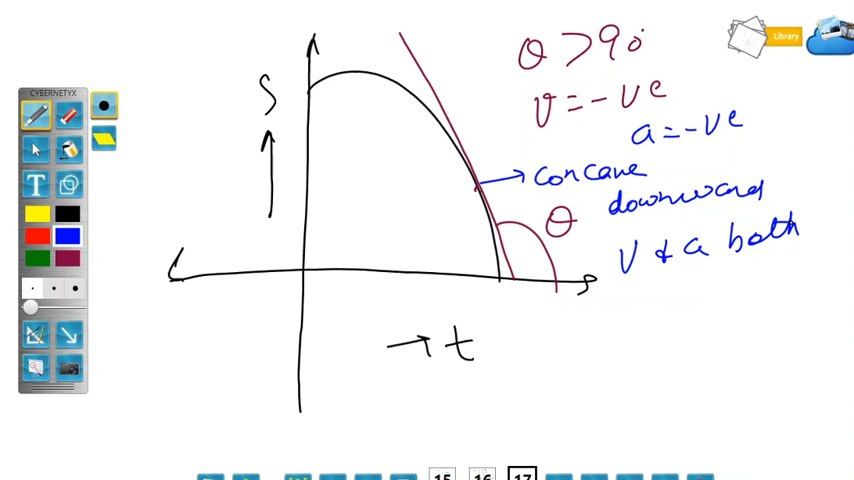 Library
CYBERNETYX
T
S
θ > 90°
v = -ve
a = -ve
concave
downward
v & a both
θ
→ t
15 16 17